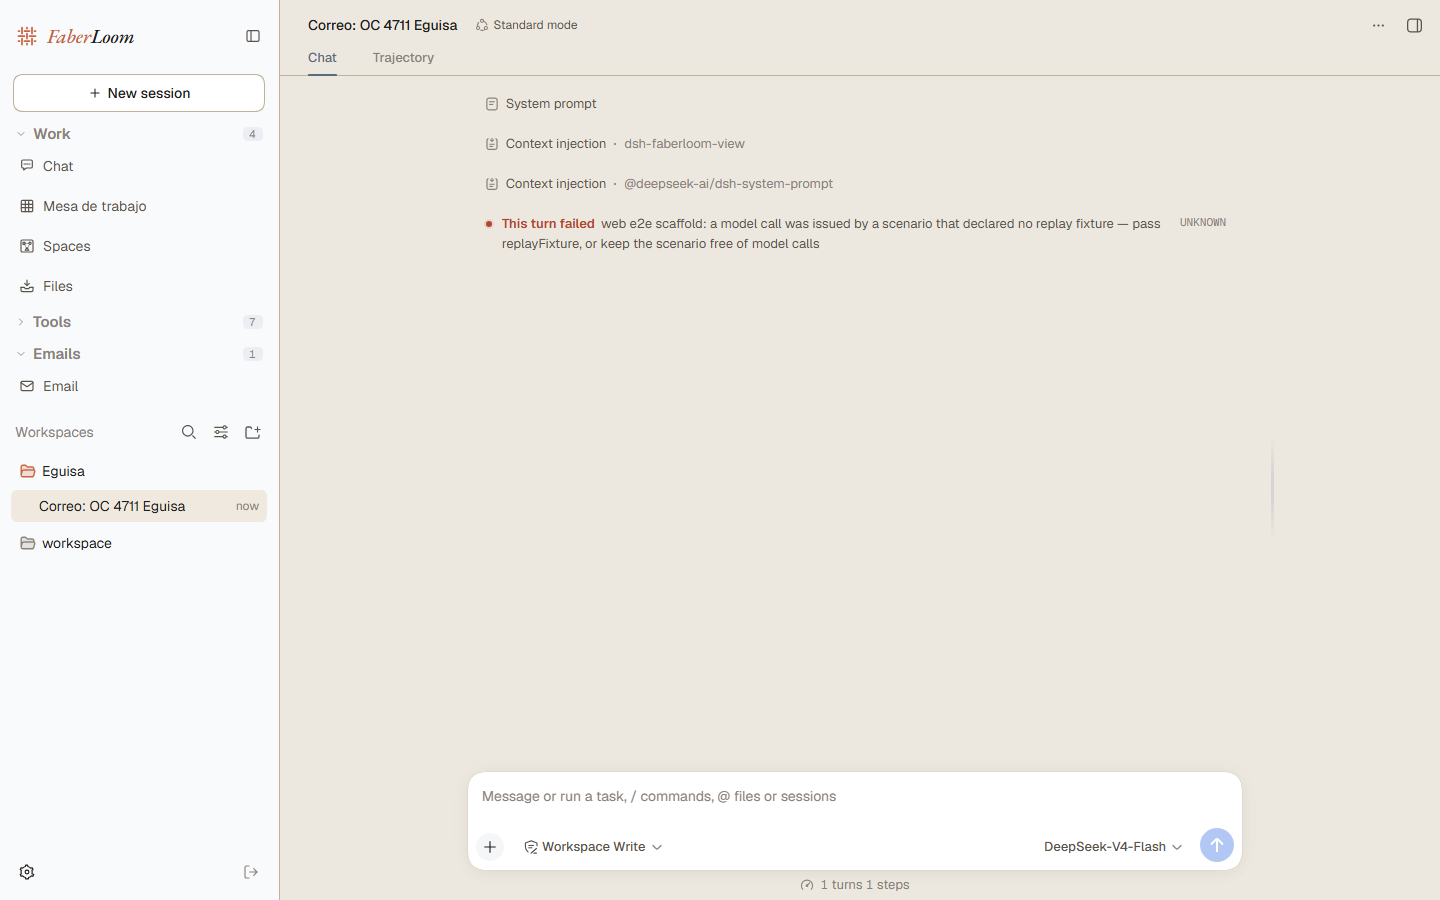 FaberLoom
New session
Work 4
Chat
Mesa de trabajo
Spaces
Files
Tools 7
Emails 1
Email
Workspaces
Eguisa
Correo: OC 4711 Eguisa now
workspace
Correo: OC 4711 Eguisa Standard mode
Chat Trajectory
System prompt
Context injection · dsh-faberloom-view
Context injection · @deepseek-ai/dsh-system-prompt
This turn failed web e2e scaffold: a model call was issued by a scenario that declared no replay fixture — pass UNKNOWN
replayFixture, or keep the scenario free of model calls
Message or run a task, / commands, @ files or sessions
Workspace Write DeepSeek-V4-Flash
1 turns 1 steps